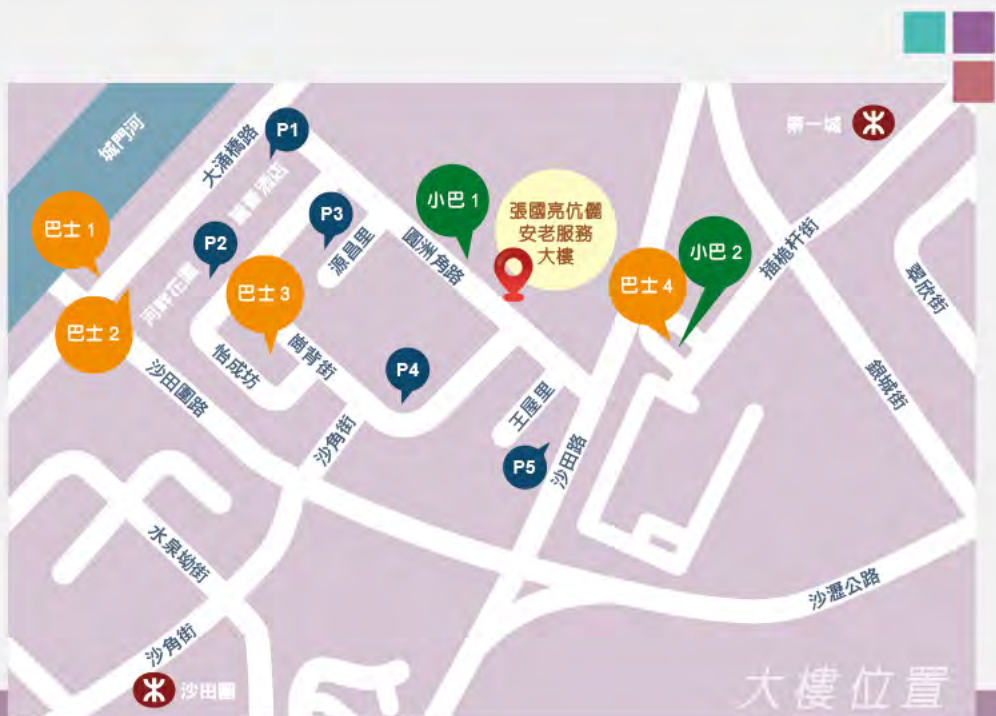 第一城
城門河
大涌橋路
P1
麗豪酒店
小巴 1
張國亮伉儷
安老服務
大樓
巴士 1
P2
P3
源昌里
圓洲角路
小巴 2
插桅杆街
翠欣街
河畔花園
巴士 2
巴士 3
巴士 4
怡成坊
崗背街
P4
王屋里
銀城街
沙田圍路
沙角街
P5
沙田路
水泉坳街
沙瀝公路
沙角街
沙田圍
大樓位置